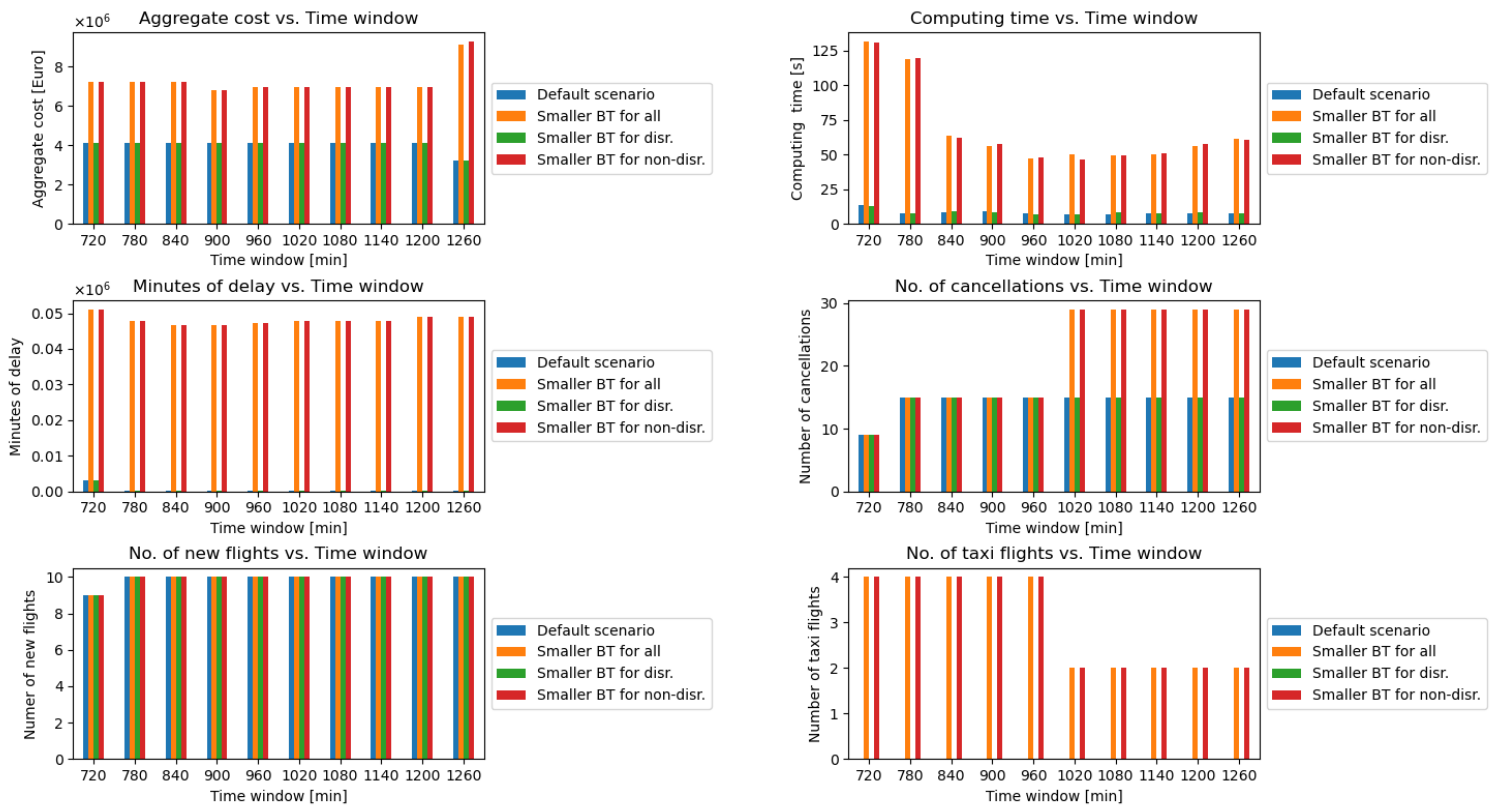 Aggregate cost vs. Time window
×10⁶
Aggregate cost [Euro]
8
6
4
2
0
720 780 840 900 960 1020 1080 1140 1200 1260
Time window [min]
Default scenario
Smaller BT for all
Smaller BT for disr.
Smaller BT for non-disr.
Computing time vs. Time window
Computing  time [s]
125
100
75
50
25
0
720 780 840 900 960 1020 1080 1140 1200 1260
Time window [min]
Default scenario
Smaller BT for all
Smaller BT for disr.
Smaller BT for non-disr.
Minutes of delay vs. Time window
×10⁶
Minutes of delay
0.05
0.04
0.03
0.02
0.01
0.00
720 780 840 900 960 1020 1080 1140 1200 1260
Time window [min]
Default scenario
Smaller BT for all
Smaller BT for disr.
Smaller BT for non-disr.
No. of cancellations vs. Time window
Number of cancellations
30
20
10
0
720 780 840 900 960 1020 1080 1140 1200 1260
Time window [min]
Default scenario
Smaller BT for all
Smaller BT for disr.
Smaller BT for non-disr.
No. of new flights vs. Time window
Numer of new flights
10
8
6
4
2
0
720 780 840 900 960 1020 1080 1140 1200 1260
Time window [min]
Default scenario
Smaller BT for all
Smaller BT for disr.
Smaller BT for non-disr.
No. of taxi flights vs. Time window
Number of taxi flights
4
3
2
1
0
720 780 840 900 960 1020 1080 1140 1200 1260
Time window [min]
Default scenario
Smaller BT for all
Smaller BT for disr.
Smaller BT for non-disr.